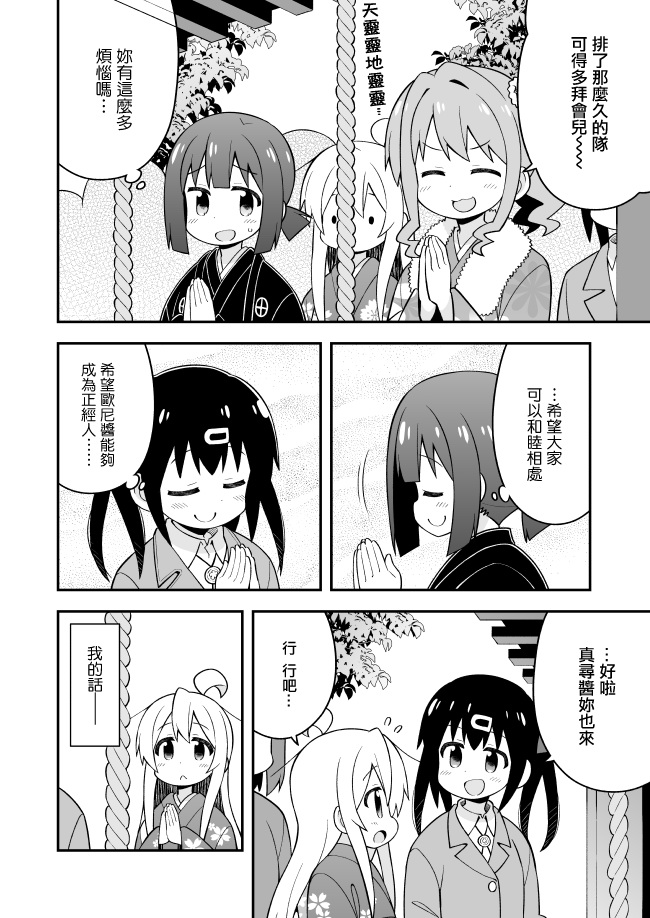 排了那麼久的隊
可得多拜會兒～～
天靈靈地靈靈…
妳有這麼多
煩惱嗎…
…希望大家
可以和睦相處
希望歐尼醬能夠
成為正經人……
…好啦
真尋醬妳也來
行 行吧…
我的話——